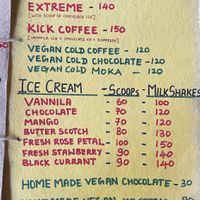 EXTREME - 140
[WITH SCOOP CHOCOLATE ICE]
KICK COFFEE - 150
VEGAN COLD COFFEE - 120
VEGAN COLD CHOCOLATE - 120
VEGAN COLD MOKA - 120
ICE CREAM - SCOOPS - MILKSHAKES
VANNILA - 60 - 100
CHOCOLATE - 70 - 120
MANGO - 80 - 120
BUTTER SCOTCH - 80 - 130
FRESH ROSE PETAL - 100 - 150
FRESH STAWBERRY - 90 - 140
BLACK CURRANT - 90 - 140
HOME MADE VEGAN CHOCOLATE - 30